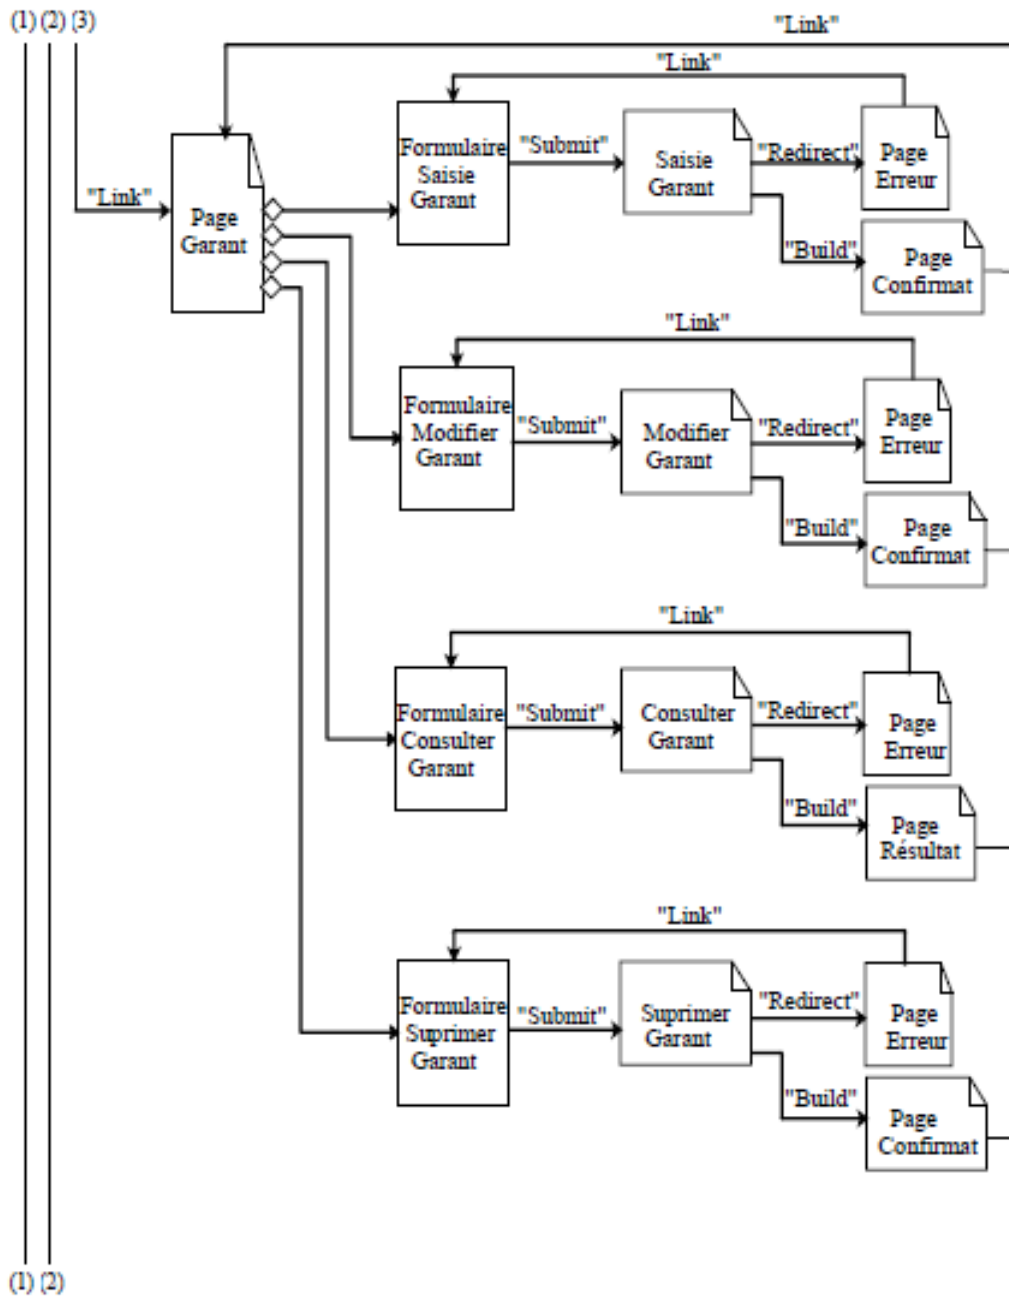 (1) (2) (3)
"Link"
"Link"
"Link"
Page
Garant
Formulaire
Saisie
Garant
"Submit"
Saisie
Garant
"Redirect"
Page
Erreur
"Build"
Page
Confirmat
"Link"
Formulaire
Modifier
Garant
"Submit"
Modifier
Garant
"Redirect"
Page
Erreur
"Build"
Page
Confirmat
"Link"
Formulaire
Consulter
Garant
"Submit"
Consulter
Garant
"Redirect"
Page
Erreur
"Build"
Page
Résultat
"Link"
Formulaire
Suprimer
Garant
"Submit"
Suprimer
Garant
"Redirect"
Page
Erreur
"Build"
Page
Confirmat
(1) (2)